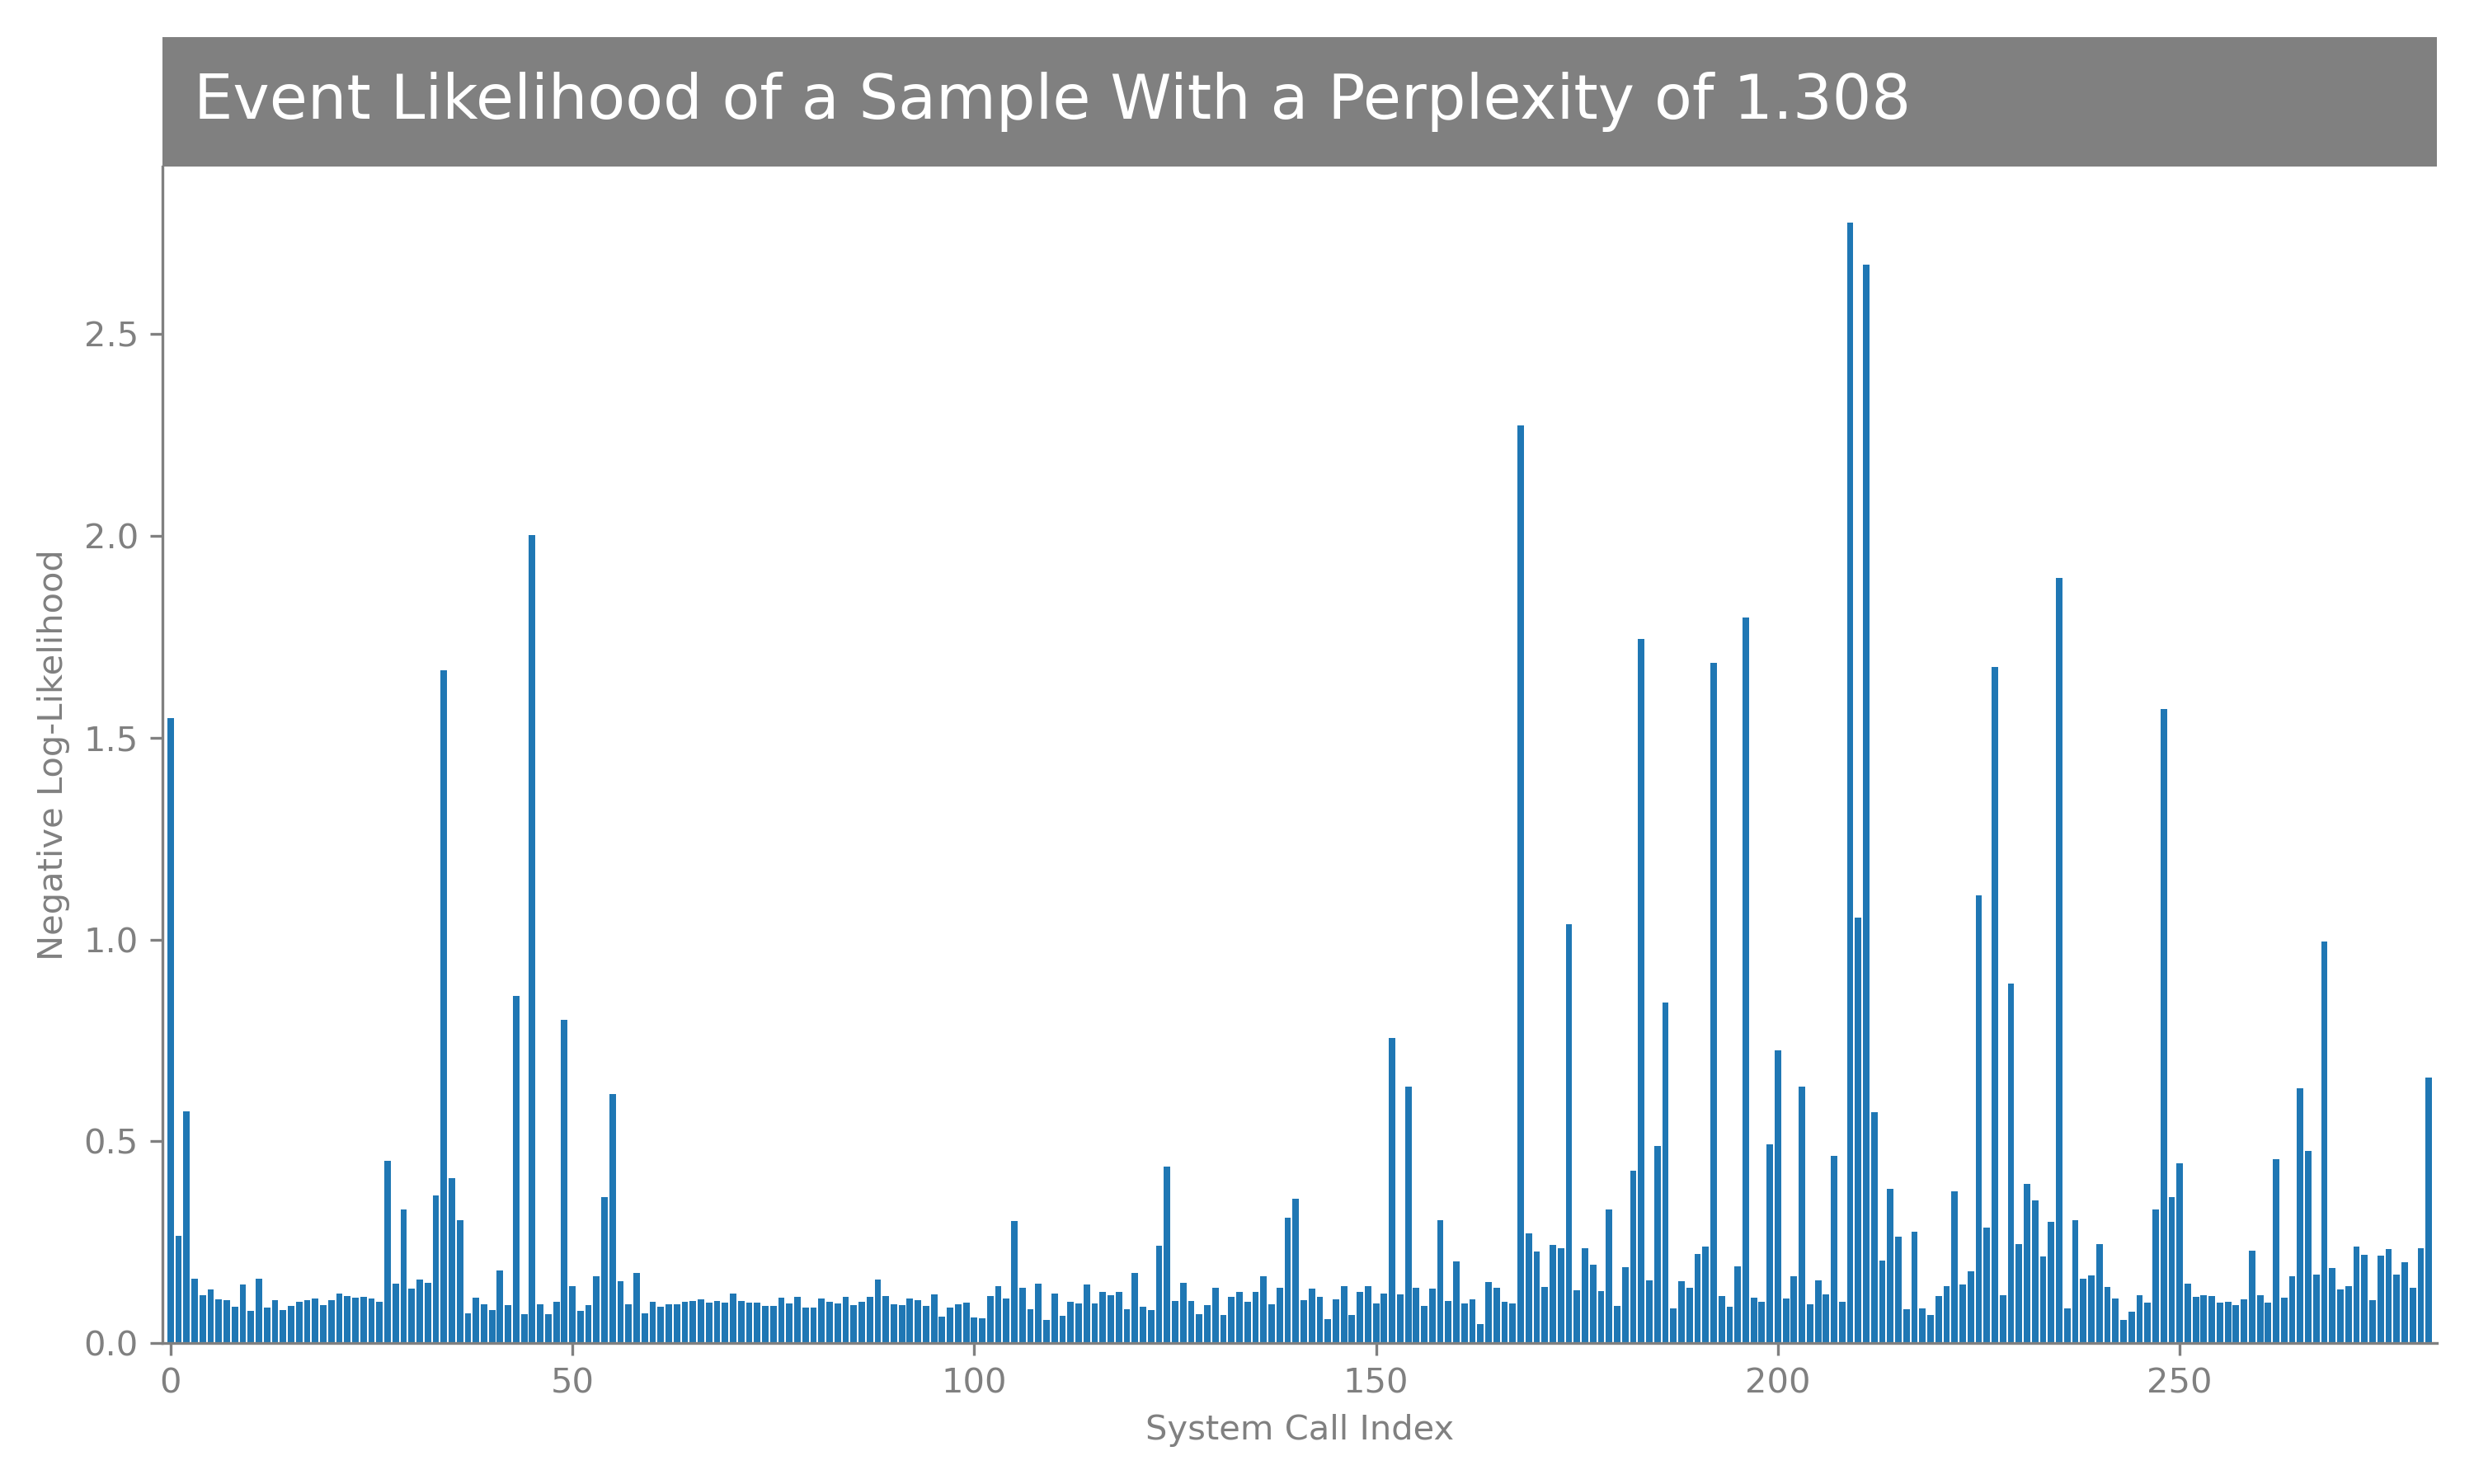 Event Likelihood of a Sample With a Perplexity of 1.308
Negative Log-Likelihood
2.5
2.0
1.5
1.0
0.5
0.0
0 50 100 150 200 250
System Call Index